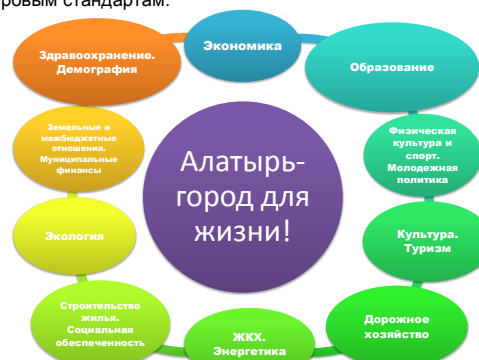 ровым стандартам.
Экономика
Образование
Физическая
культура и
спорт.
Молодежная
политика
Культура.
Туризм
Дорожное
хозяйство
ЖКХ.
Энергетика
Строительство
жилья.
Социальная
обеспеченность
Экология
Земельные и
межбюджетные
отношения.
Муниципальные
финансы
Здравоохранение.
Демография
Алатырь-
город для
жизни!